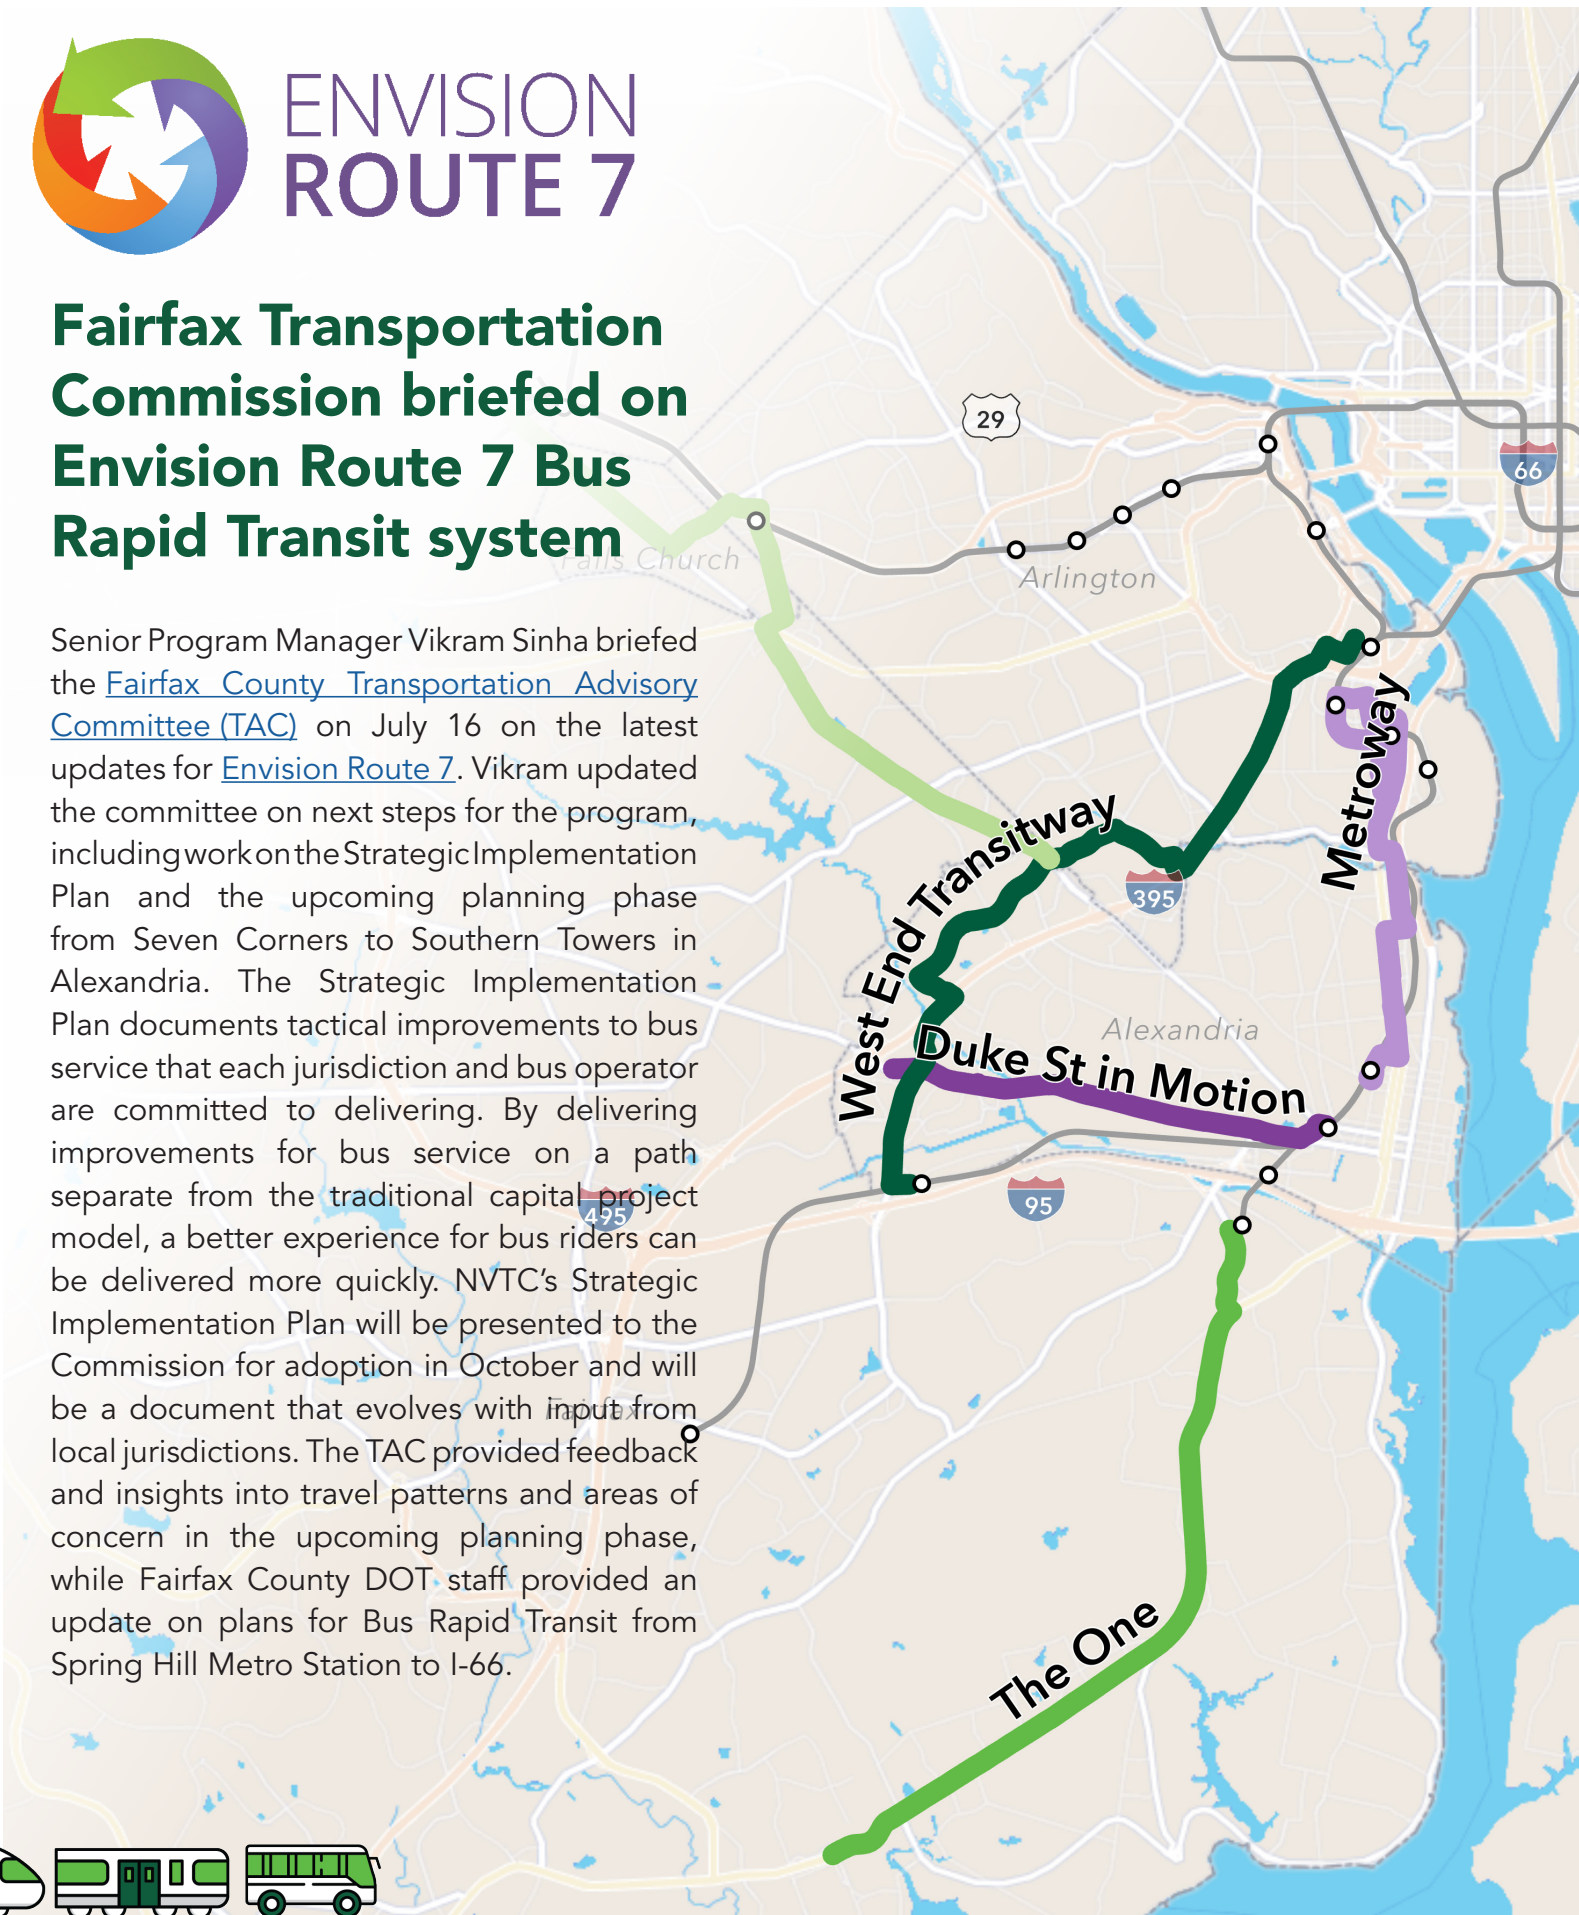 ENVISION
ROUTE 7
Fairfax Transportation
Commission briefed on
Envision Route 7 Bus
Rapid Transit system
Senior Program Manager Vikram Sinha briefed
the Fairfax County Transportation Advisory
Committee (TAC) on July 16 on the latest
updates for Envision Route 7. Vikram updated
the committee on next steps for the program,
including work on the Strategic Implementation
Plan and the upcoming planning phase
from Seven Corners to Southern Towers in
Alexandria. The Strategic Implementation
Plan documents tactical improvements to bus
service that each jurisdiction and bus operator
are committed to delivering. By delivering
improvements for bus service on a path
separate from the traditional capital project
model, a better experience for bus riders can
be delivered more quickly. NVTC's Strategic
Implementation Plan will be presented to the
Commission for adoption in October and will
be a document that evolves with input from
local jurisdictions. The TAC provided feedback
and insights into travel patterns and areas of
concern in the upcoming planning phase,
while Fairfax County DOT staff provided an
update on plans for Bus Rapid Transit from
Spring Hill Metro Station to I-66.
29
66
Falls Church
Arlington
Metroway
West End Transitway
395
Alexandria
Duke St in Motion
495
95
Fairfax
The One